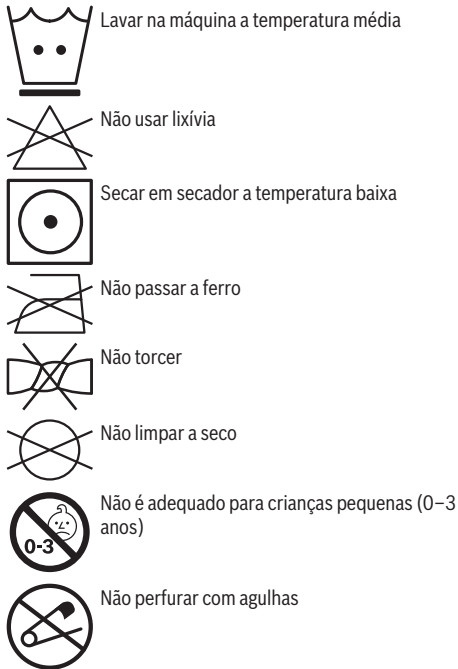 Lavar na máquina a temperatura média
Não usar lixívia
Secar em secador a temperatura baixa
Não passar a ferro
Não torcer
Não limpar a seco
Não é adequado para crianças pequenas (0–3
anos)
0-3
Não perfurar com agulhas